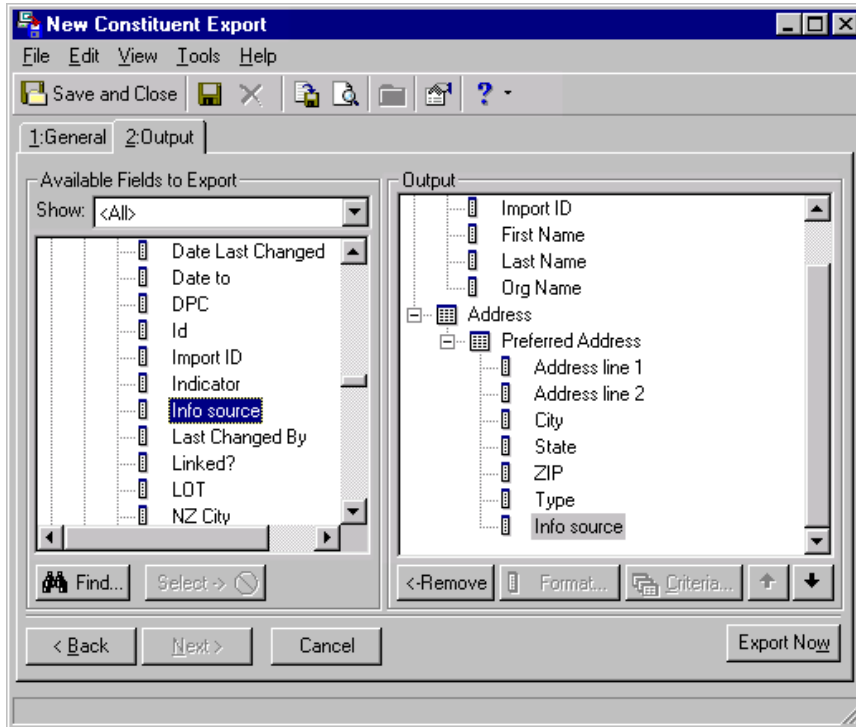 New Constituent Export
File Edit View Tools Help
Save and Close ?
1:General 2:Output
Available Fields to Export
Show: <All>
Date Last Changed
Date to
DPC
Id
Import ID
Indicator
Info source
Last Changed By
Linked?
LOT
NZ City
Find... Select ->
Output
Import ID
First Name
Last Name
Org Name
Address
Preferred Address
Address line 1
Address line 2
City
State
ZIP
Type
Info source
<-Remove Format... Criteria...
< Back Next > Cancel Export Now